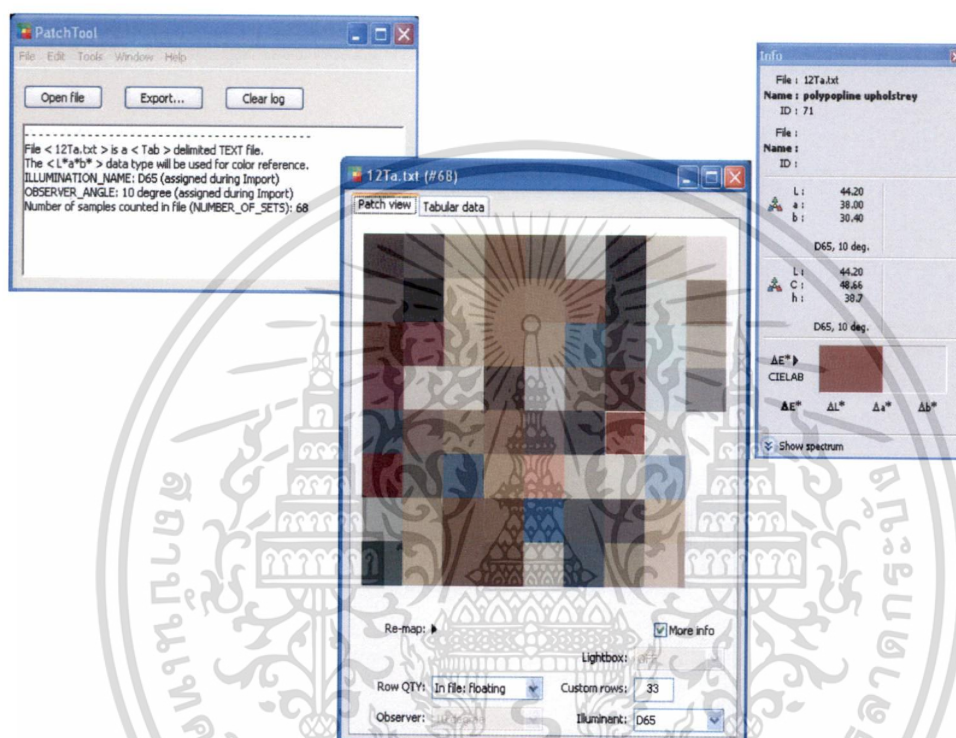 PatchTool
File Edit Tools Window Help
Open file Export... Clear log
File < 12Ta.txt > is a < Tab > delimited TEXT file.
The < L*a*b* > data type will be used for color reference.
ILLUMINATION_NAME: D65 (assigned during Import)
OBSERVER_ANGLE: 10 degree (assigned during Import)
Number of samples counted in file (NUMBER_OF_SETS): 68
12Ta.txt (#68)
Patch view Tabular data
Re-map:
More info
Lightbox:
Row QTY: In file: floating Custom rows: 33
Observer: Illuminant: D65
Info
File : 12Ta.txt
Name : polypopline upholstrey
ID : 71
File :
Name :
ID :
L : 44.20
a : 38.00
b : 30.40
D65, 10 deg.
L : 44.20
C : 48.66
h : 38.7
D65, 10 deg.
ΔE*
CIELAB
ΔE* ΔL* Δa* Δb*
Show spectrum